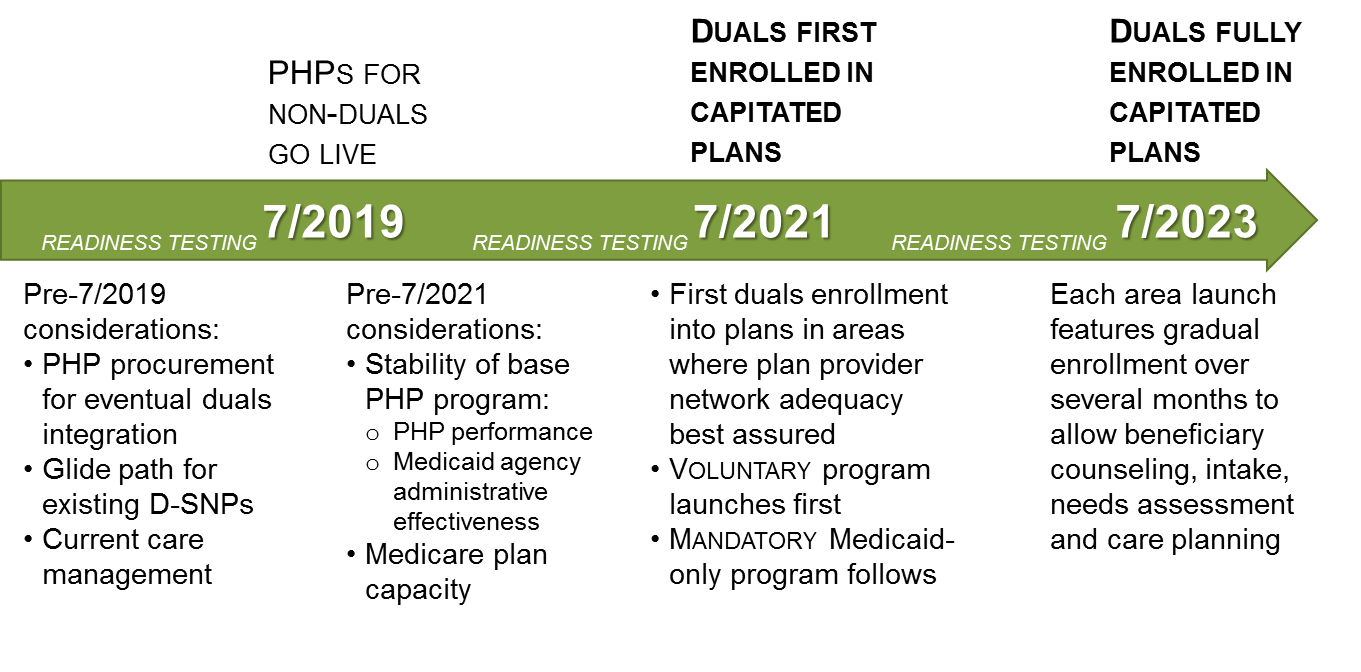 PHPS FOR
NON-DUALS
GO LIVE
DUALS FIRST
ENROLLED IN
CAPITATED
PLANS
DUALS FULLY
ENROLLED IN
CAPITATED
PLANS
READINESS TESTING 7/2019 READINESS TESTING 7/2021 READINESS TESTING 7/2023
Pre-7/2019
considerations:
• PHP procurement
for eventual duals
integration
• Glide path for
existing D-SNPs
• Current care
management
Pre-7/2021
considerations:
• Stability of base
PHP program:
o PHP performance
o Medicaid agency
administrative
effectiveness
• Medicare plan
capacity
• First duals enrollment
into plans in areas
where plan provider
network adequacy
best assured
• VOLUNTARY program
launches first
• MANDATORY Medicaid-
only program follows
Each area launch
features gradual
enrollment over
several months to
allow beneficiary
counseling, intake,
needs assessment
and care planning